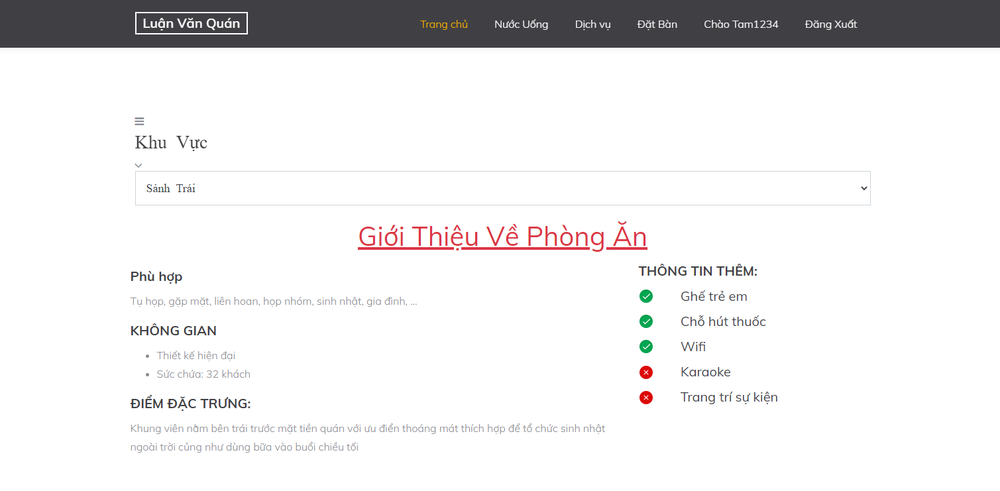 Luận Văn Quán
Trang chủ
Nước Uống
Dịch vụ
Đặt Bàn
Chào Tam1234
Đăng Xuất
Khu Vực
Sảnh Trái
Giới Thiệu Về Phòng Ăn
Phù hợp
Tụ họp, gặp mặt, liên hoan, họp nhóm, sinh nhật, gia đình, ...
KHÔNG GIAN
Thiết kế hiện đại
Sức chứa: 32 khách
ĐIỂM ĐẶC TRƯNG:
Khung viên nằm bên trái trước mặt tiền quán với ưu điển thoáng mát thích hợp để tổ chức sinh nhật
ngoài trời củng như dùng bữa vào buổi chiều tối
THÔNG TIN THÊM:
Ghế trẻ em
Chỗ hút thuốc
Wifi
Karaoke
Trang trí sự kiện